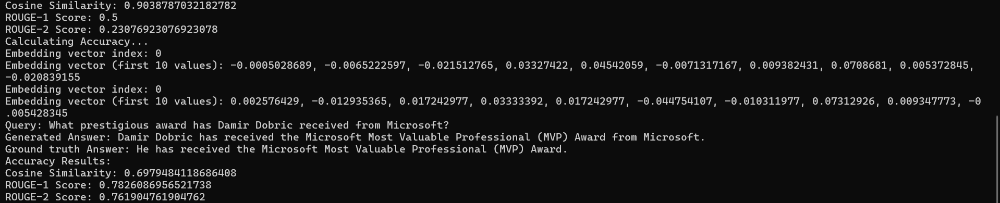 Cosine Similarity: 0.9038787032182782
ROUGE-1 Score: 0.5
ROUGE-2 Score: 0.23076923076923078
Calculating Accuracy...
Embedding vector index: 0
Embedding vector (first 10 values): -0.0005028689, -0.0065222597, -0.021512765, 0.03327422, 0.04542059, -0.0071317167, 0.009382431, 0.0708681, 0.005372845,
-0.020839155
Embedding vector index: 0
Embedding vector (first 10 values): 0.002576429, -0.012935365, 0.017242977, 0.03333392, 0.017242977, -0.044754107, -0.010311977, 0.07312926, 0.009347773, -0
.005428345
Query: What prestigious award has Damir Dobric received from Microsoft?
Generated Answer: Damir Dobric has received the Microsoft Most Valuable Professional (MVP) Award from Microsoft.
Ground truth Answer: He has received the Microsoft Most Valuable Professional (MVP) Award.
Accuracy Results:
Cosine Similarity: 0.6979484118686408
ROUGE-1 Score: 0.7826086956521738
ROUGE-2 Score: 0.761904761904762